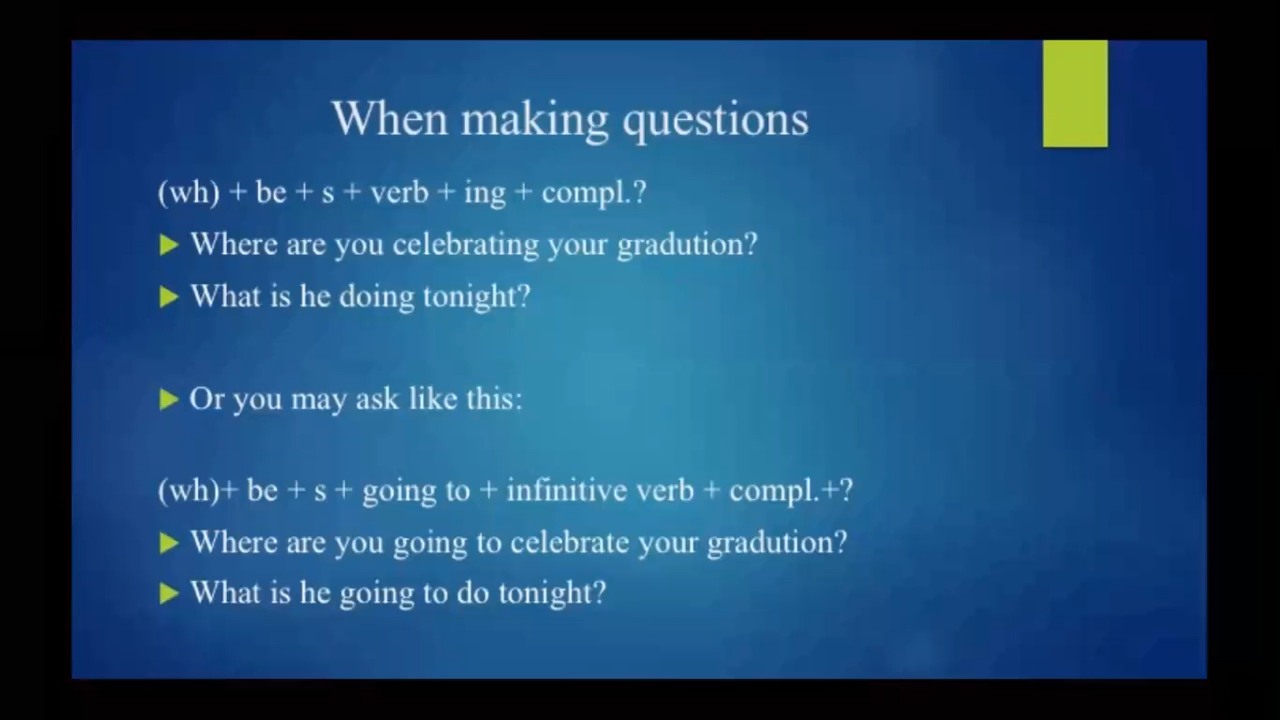 When making questions
(wh) + be + s + verb + ing + compl.?
Where are you celebrating your gradution?
What is he doing tonight?
Or you may ask like this:
(wh)+ be + s + going to + infinitive verb + compl.+?
Where are you going to celebrate your gradution?
What is he going to do tonight?